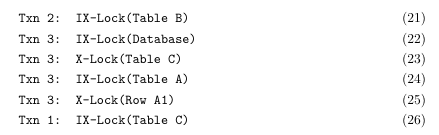 Txn 2: IX-Lock(Table B) (21)
Txn 3: IX-Lock(Database) (22)
Txn 3: X-Lock(Table C) (23)
Txn 3: IX-Lock(Table A) (24)
Txn 3: X-Lock(Row A1) (25)
Txn 1: IX-Lock(Table C) (26)